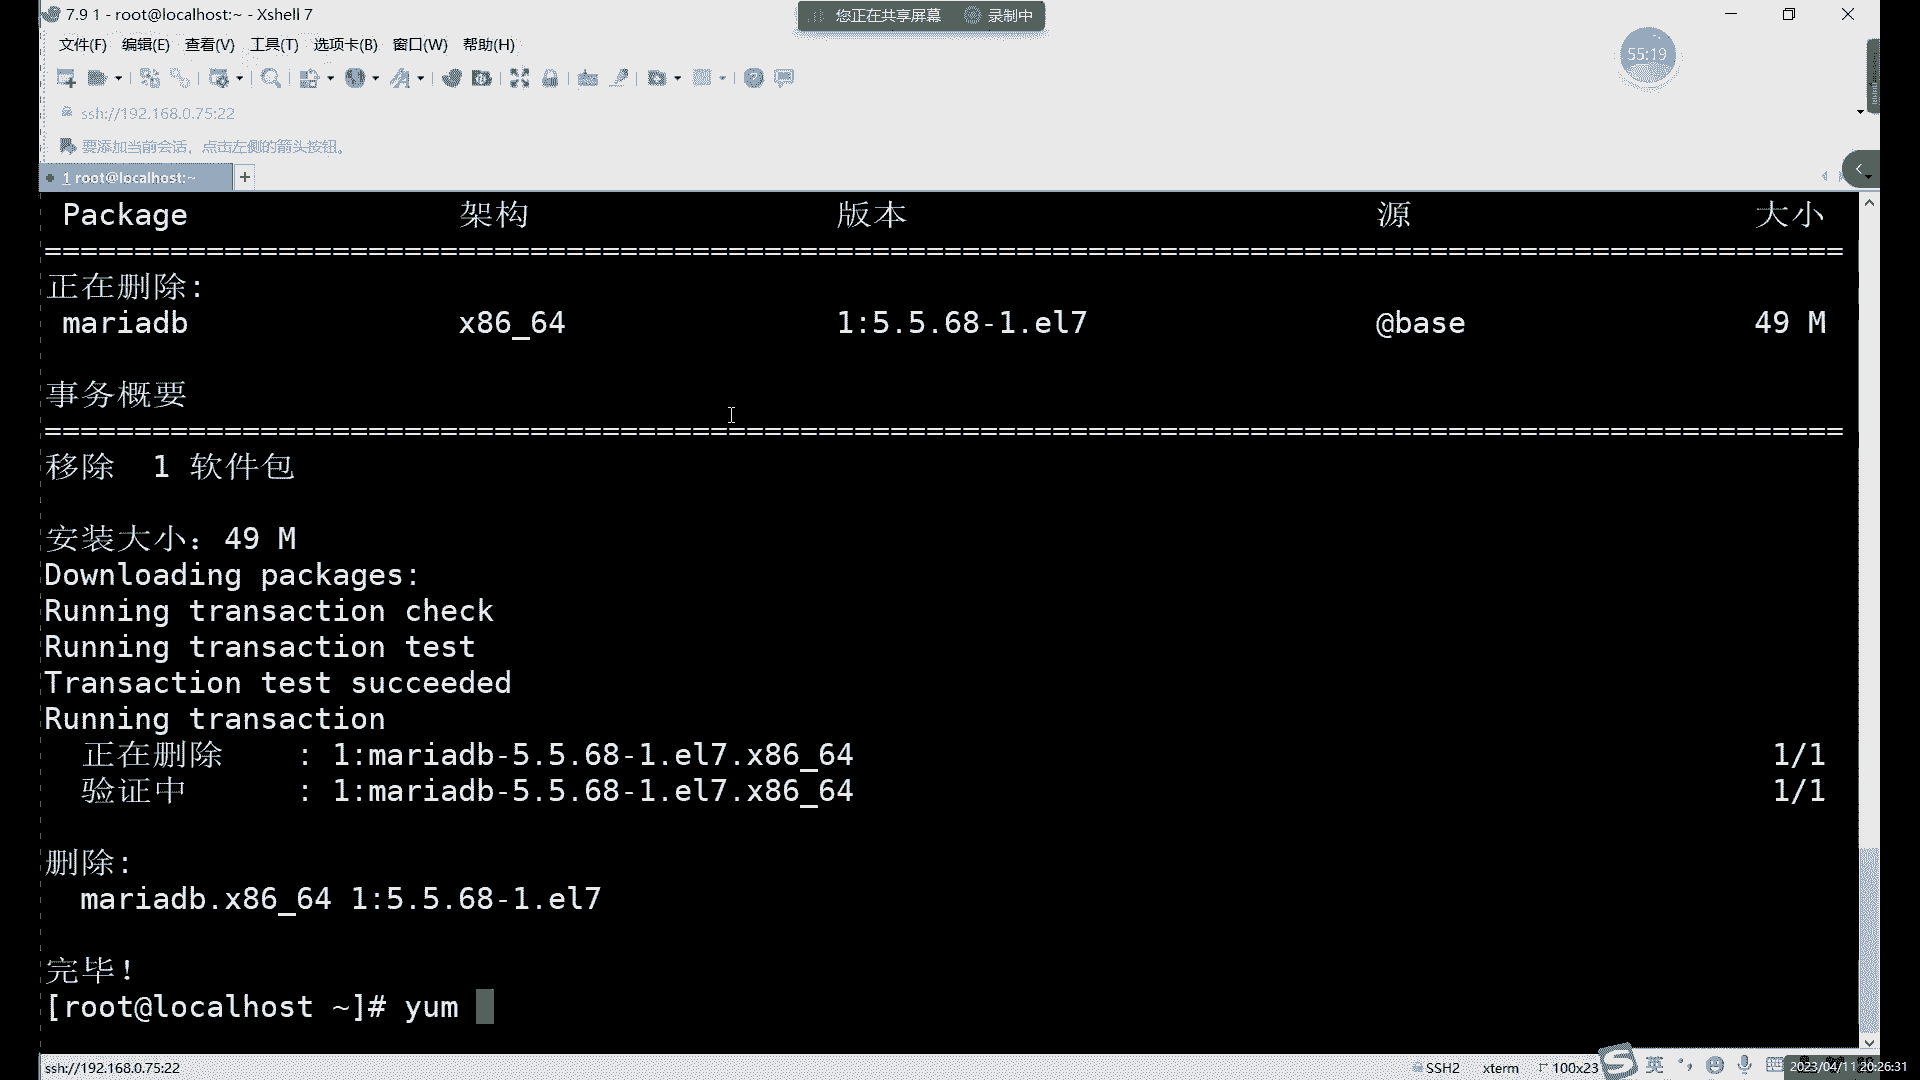 7.9 1 - root@localhost:~ - Xshell 7
您正在共享屏幕 录制中
文件(F) 编辑(E) 查看(V) 工具(T) 选项卡(B) 窗口(W) 帮助(H)
55:19
ssh://192.168.0.75:22
要添加当前会话，点击左侧的箭头按钮。
1 root@localhost:~
Package 架构 版本 源 大小
====================================================================================================
正在删除:
mariadb x86_64 1:5.5.68-1.el7 @base 49 M
事务概要
====================================================================================================
移除  1 软件包
安装大小：49 M
Downloading packages:
Running transaction check
Running transaction test
Transaction test succeeded
Running transaction
正在删除    : 1:mariadb-5.5.68-1.el7.x86_64 1/1
验证中      : 1:mariadb-5.5.68-1.el7.x86_64 1/1
删除:
mariadb.x86_64 1:5.5.68-1.el7
完毕！
[root@localhost ~]# yum
ssh://192.168.0.75:22 SSH2 xterm 100x23 英 2023/04/11 20:26:31